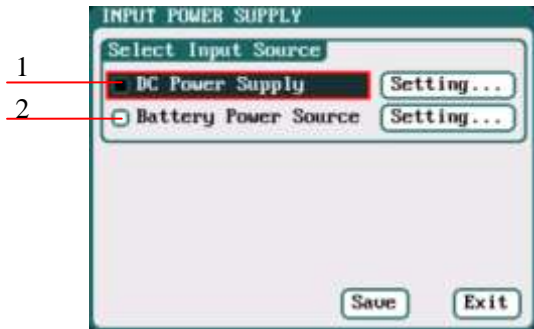 INPUT POWER SUPPLY
Select Input Source
1
DC Power Supply Setting...
2
Battery Power Source Setting...
Save Exit